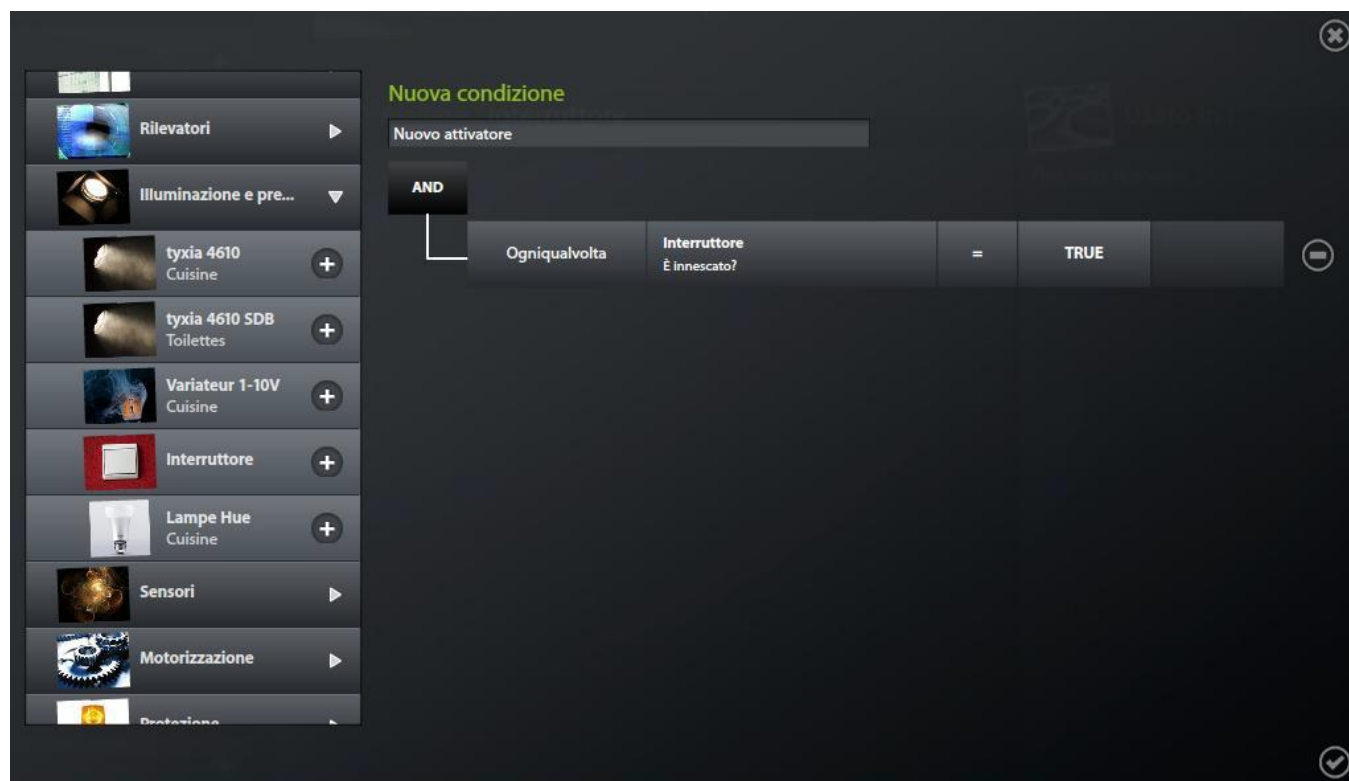 Rilevatori
Illuminazione e pre...
tyxia 4610
Cuisine
tyxia 4610 SDB
Toilettes
Variateur 1-10V
Cuisine
Interruttore
Lampe Hue
Cuisine
Sensori
Motorizzazione
Protezione
Nuova condizione
Nuovo attivatore
AND
Ogniqualvolta
Interruttore
È innescato?
=
TRUE